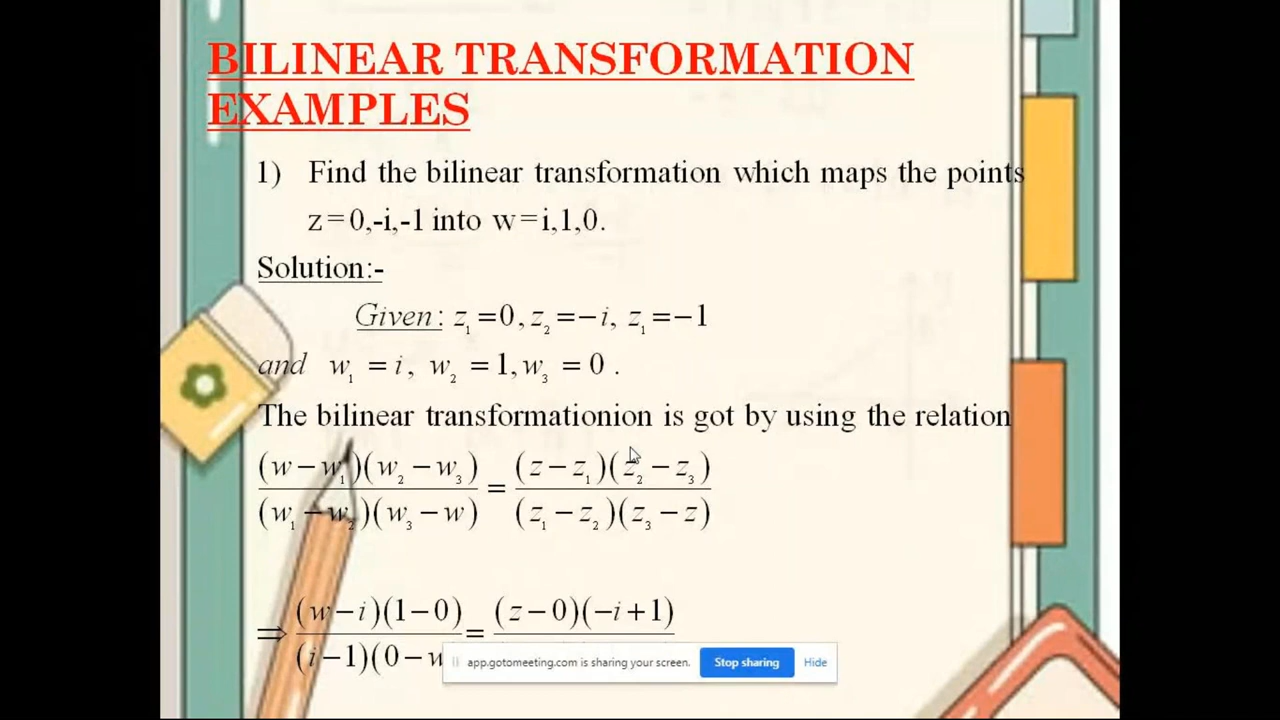 BILINEAR TRANSFORMATION
EXAMPLES
1) Find the bilinear transformation which maps the points
z=0,-i,-1 into w=i,1,0.
Solution:-
Given: z₁ =0, z₂ =−i, z₁ =−1
and w₁ = i, w₂ = 1, w₃ = 0 .
The bilinear transformationion is got by using the relation
(w−w₁)(w₂−w₃) / (w₁−w₂)(w₃−w) = (z−z₁)(z₂−z₃) / (z₁−z₂)(z₃−z)
⇒ (w−i)(1−0) / (i−1)(0−w = (z−0)(−i+1)
app.gotomeeting.com is sharing your screen. Stop sharing Hide